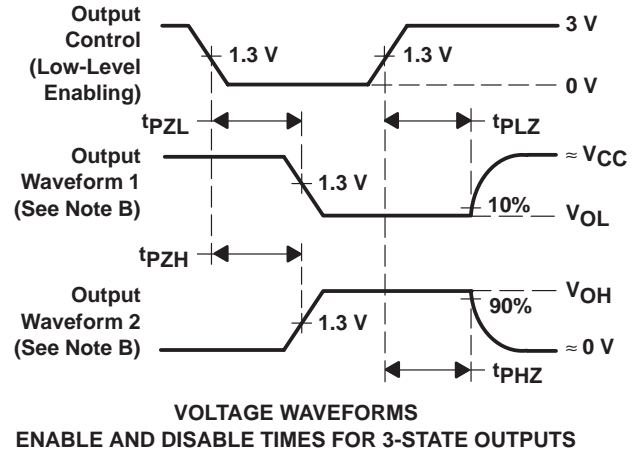 Output
Control
(Low-Level
Enabling)
1.3 V
1.3 V
3 V
0 V
tPZL
tPLZ
Output
Waveform 1
(See Note B)
1.3 V
≈ VCC
10%
VOL
tPZH
Output
Waveform 2
(See Note B)
1.3 V
VOH
90%
≈ 0 V
tPHZ
VOLTAGE WAVEFORMS
ENABLE AND DISABLE TIMES FOR 3-STATE OUTPUTS